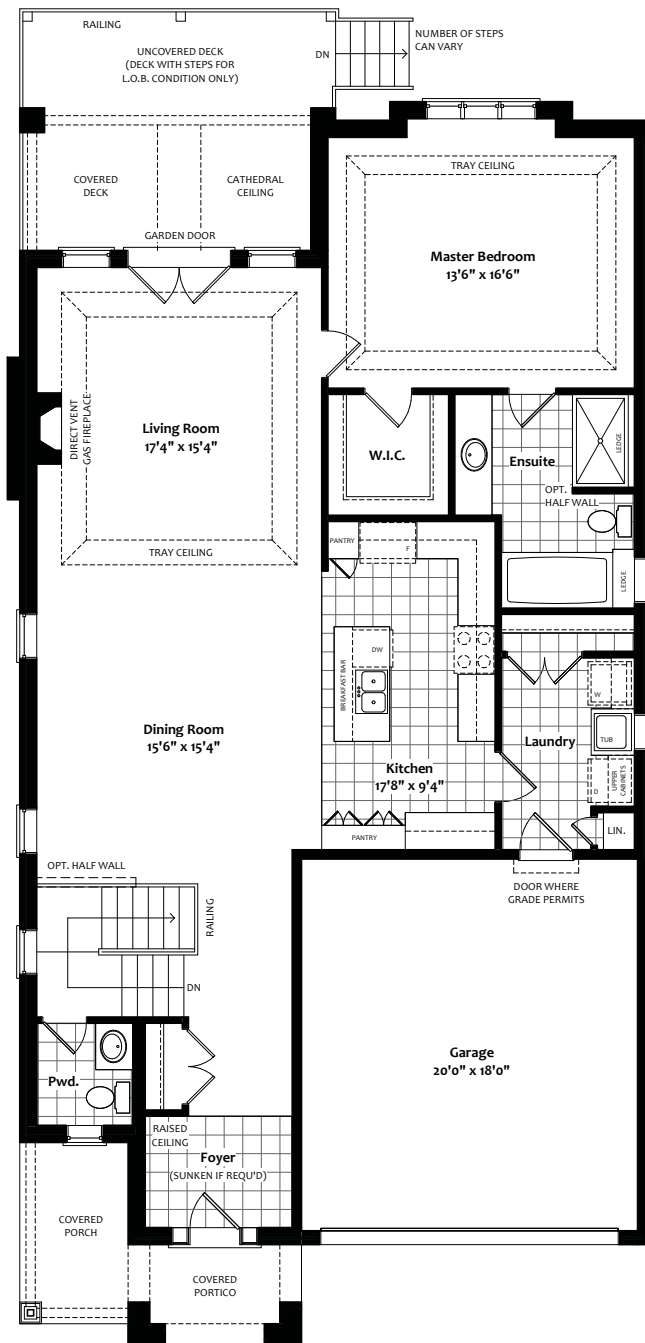 RAILING
UNCOVERED DECK
(DECK WITH STEPS FOR
L.O.B. CONDITION ONLY)
DN
NUMBER OF STEPS
CAN VARY
COVERED
DECK
CATHEDRAL
CEILING
GARDEN DOOR
TRAY CEILING
Master Bedroom
13'6" x 16'6"
DIRECT VENT
GAS FIREPLACE
Living Room
17'4" x 15'4"
TRAY CEILING
W.I.C.
Ensuite
LEDGE
OPT.
HALF WALL
LEDGE
PANTRY
F
DW
BREAKFAST BAR
Dining Room
15'6" x 15'4"
Kitchen
17'8" x 9'4"
PANTRY
Laundry
W
TUB
D
UPPER
CABINETS
LIN.
OPT. HALF WALL
RAILING
DN
DOOR WHERE
GRADE PERMITS
Pwd.
Garage
20'0" x 18'0"
RAISED
CEILING
Foyer
(SUNKEN IF REQU'D)
COVERED
PORCH
COVERED
PORTICO